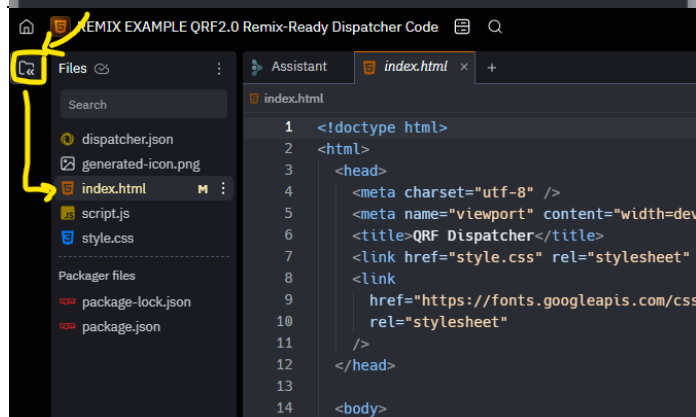 REMIX EXAMPLE QRF2.0 Remix-Ready Dispatcher Code
Files
Search
dispatcher.json
generated-icon.png
index.html M
script.js
style.css
Packager files
package-lock.json
package.json
Assistant
index.html × +
index.html
1 <!doctype html>
2 <html>
3 <head>
4 <meta charset="utf-8" />
5 <meta name="viewport" content="width=dev
6 <title>QRF Dispatcher</title>
7 <link href="style.css" rel="stylesheet"
8 <link
9 href="https://fonts.googleapis.com/css
10 rel="stylesheet"
11 />
12 </head>
13
14 <body>